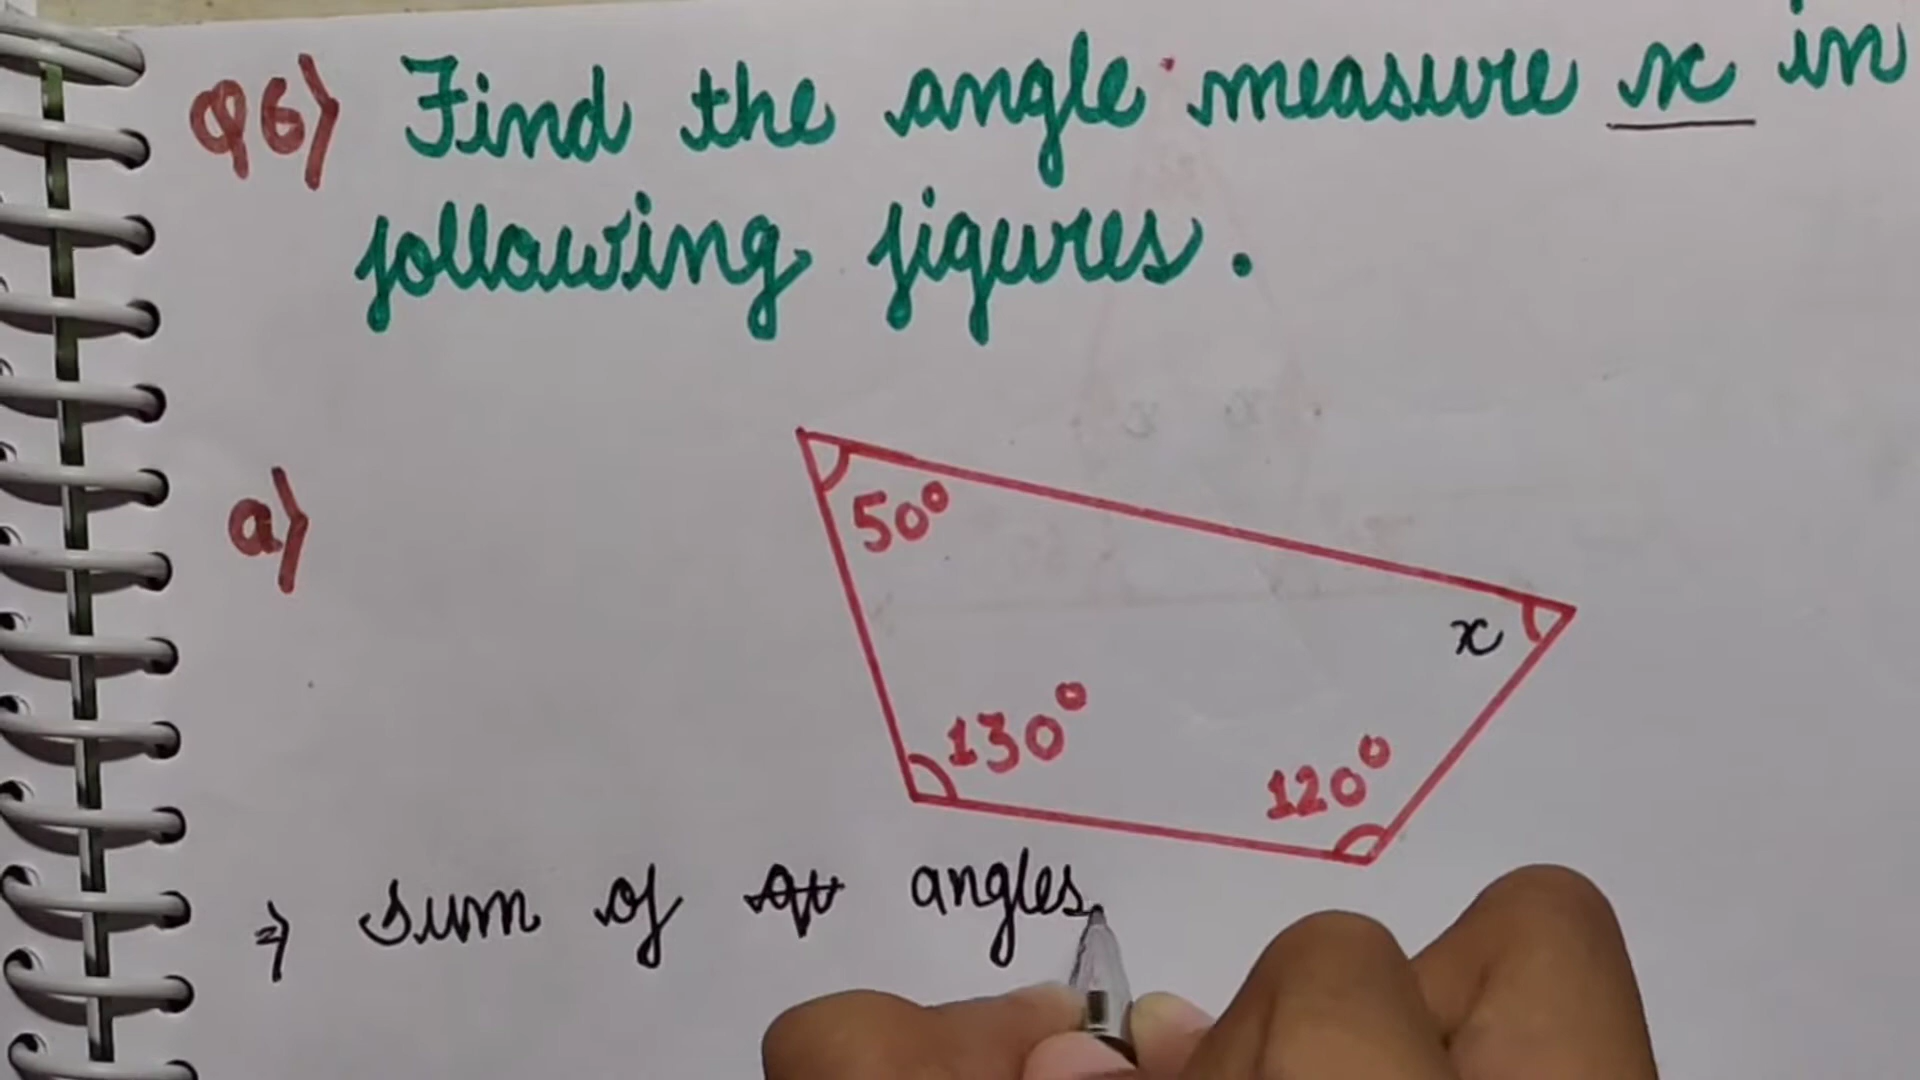 Q6) Find the angle measure x in
following figures.
a)
50°
x
130°
120°
⇒ Sum of angles